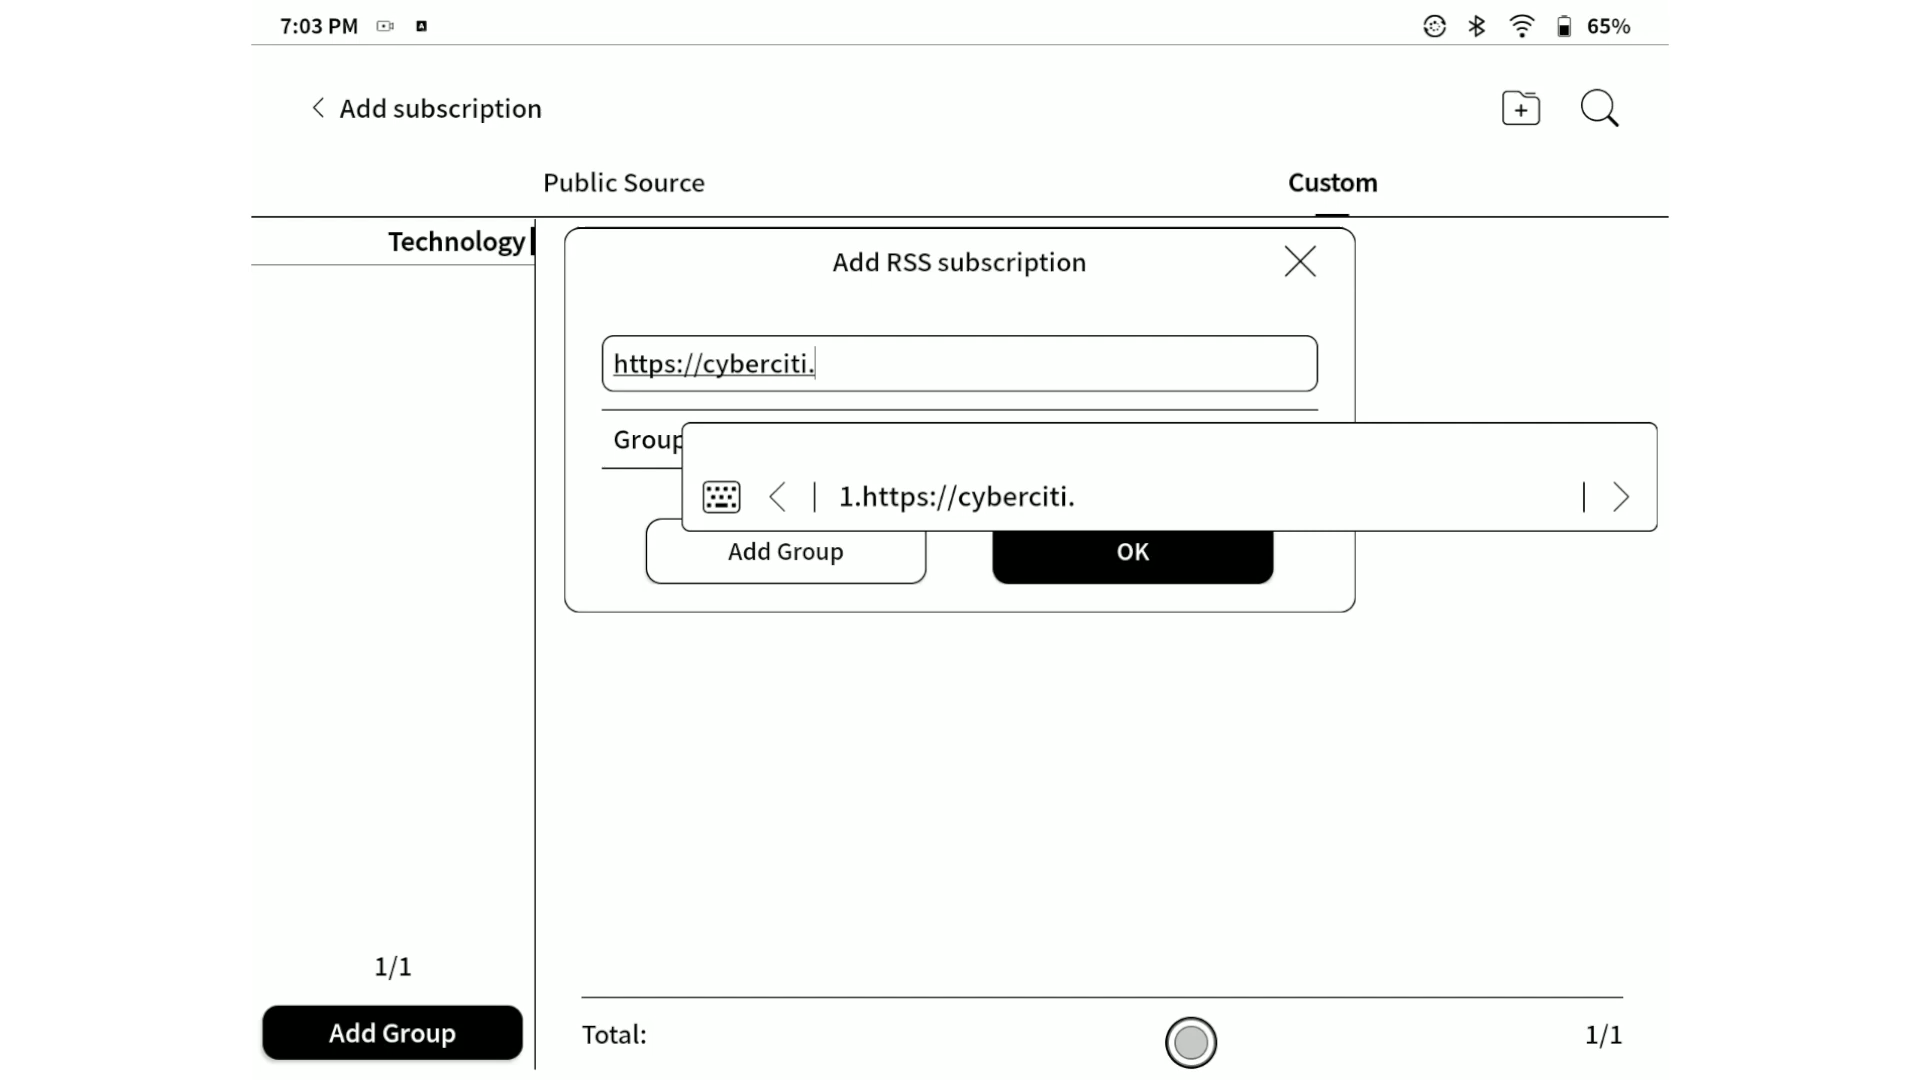 7:03 PM
65%
Add subscription
Public Source
Custom
Technology
Add RSS subscription
https://cyberciti.
Group
1.https://cyberciti.
Add Group
OK
1/1
Add Group
Total:
1/1